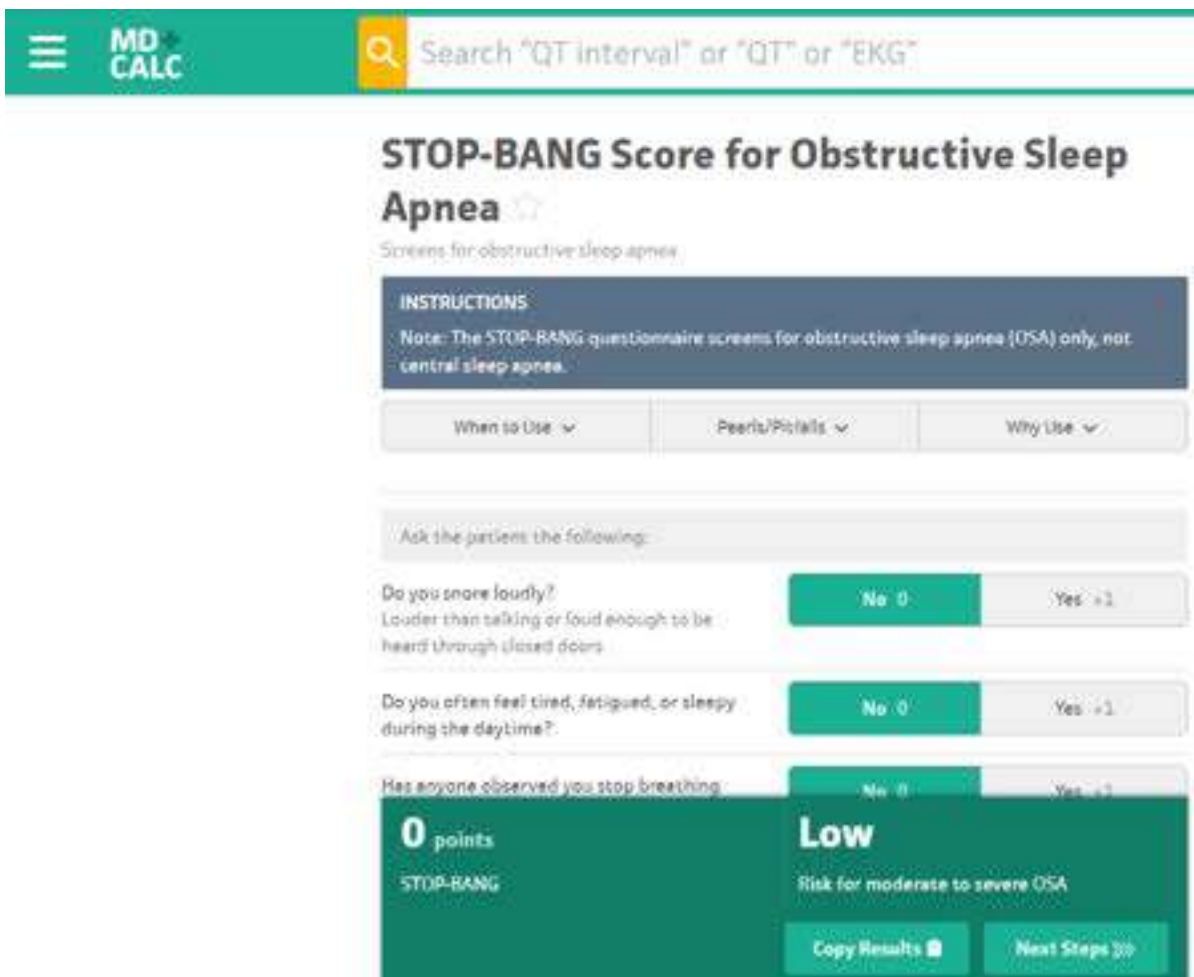 MD+
CALC
Search "QT interval" or "QT" or "EKG"
STOP-BANG Score for Obstructive Sleep
Apnea
Screens for obstructive sleep apnea
INSTRUCTIONS
Note: The STOP-BANG questionnaire screens for obstructive sleep apnea (OSA) only, not
central sleep apnea.
When to Use Pearls/Pitfalls Why Use
Ask the patient the following:
Do you snore loudly? No 0 Yes +1
Louder than talking or loud enough to be
heard through closed doors
Do you often feel tired, fatigued, or sleepy No 0 Yes +1
during the daytime?
Has anyone observed you stop breathing No 0 Yes +1
0 points Low
STOP-BANG Risk for moderate to severe OSA
Copy Results Next Steps